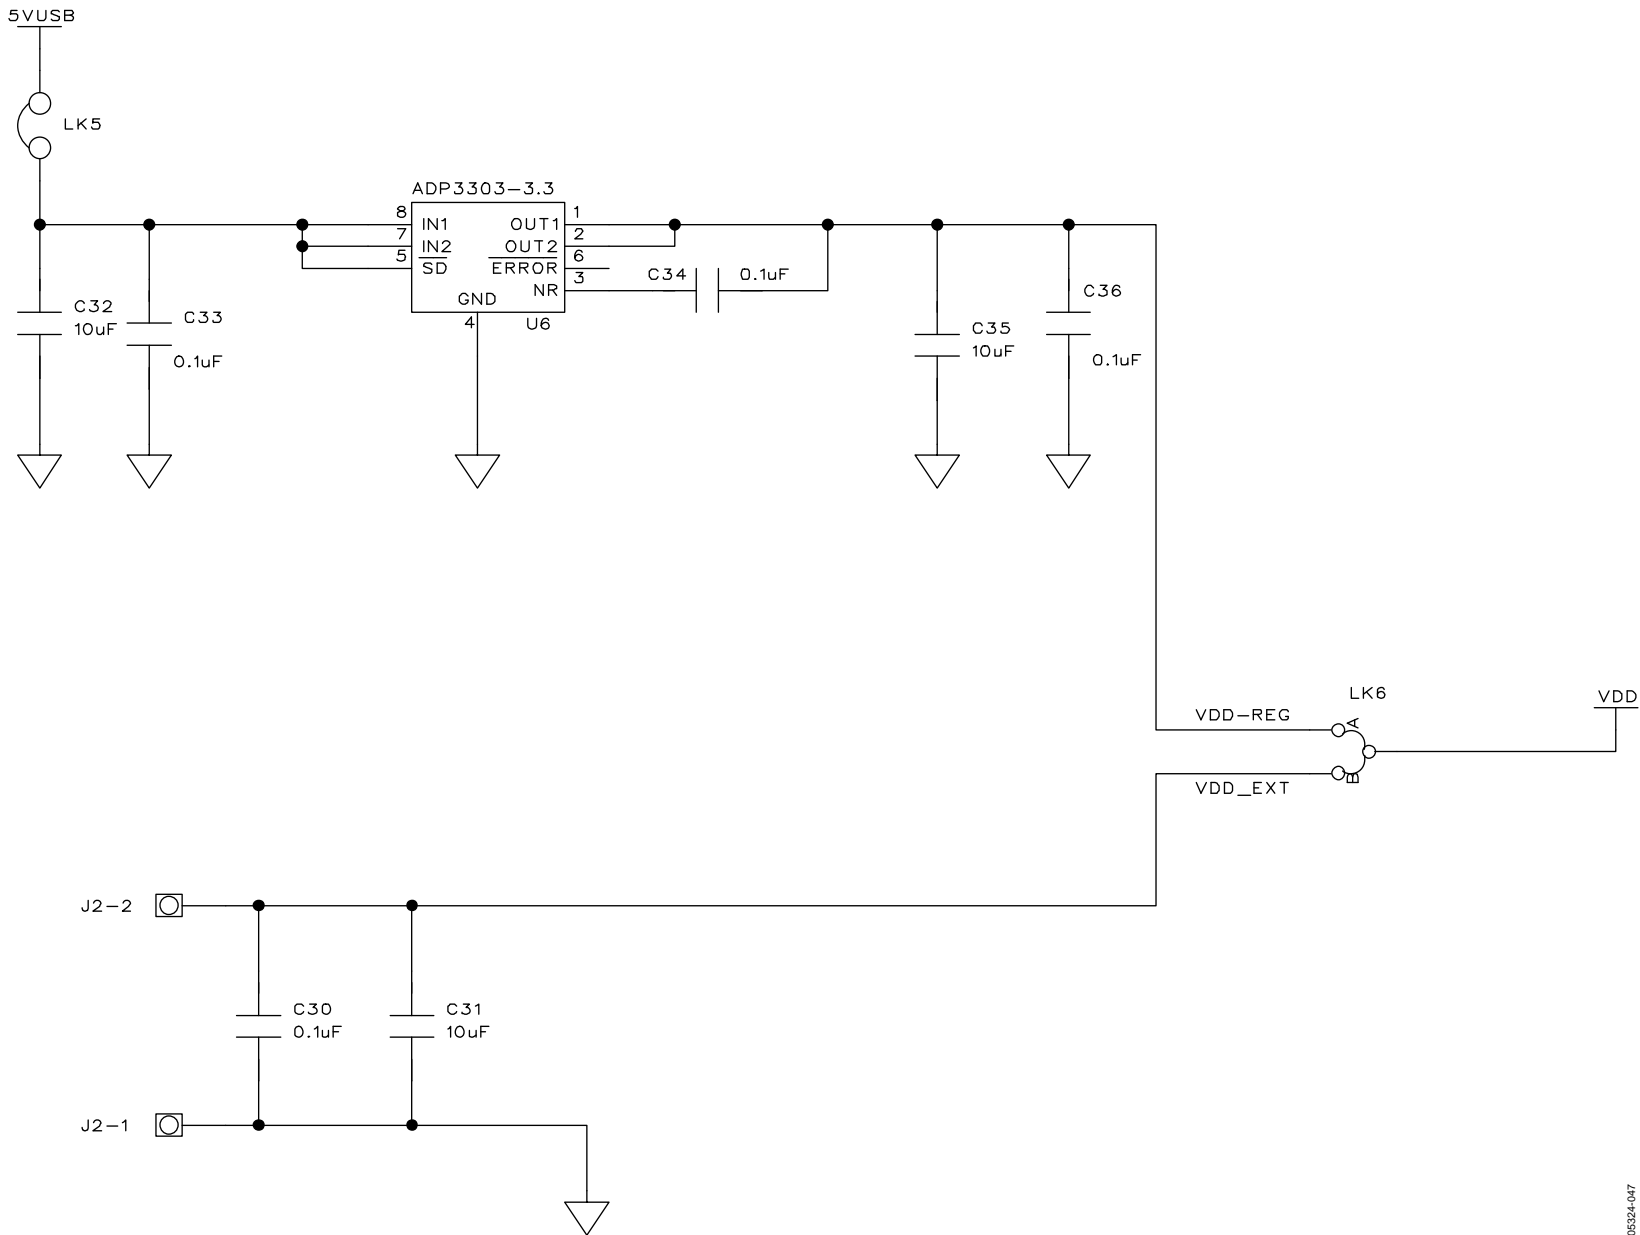 5VUSB
LK5
ADP3303-3.3
8
IN1
OUT1
1
7
IN2
OUT2
2
5
SD
ERROR
6
NR
3
GND
4
U6
C34
0.1uF
C32
10uF
C33
0.1uF
C35
10uF
C36
0.1uF
LK6
VDD
VDD-REG
A
B
VDD_EXT
J2-2
C30
0.1uF
C31
10uF
J2-1
05324-047